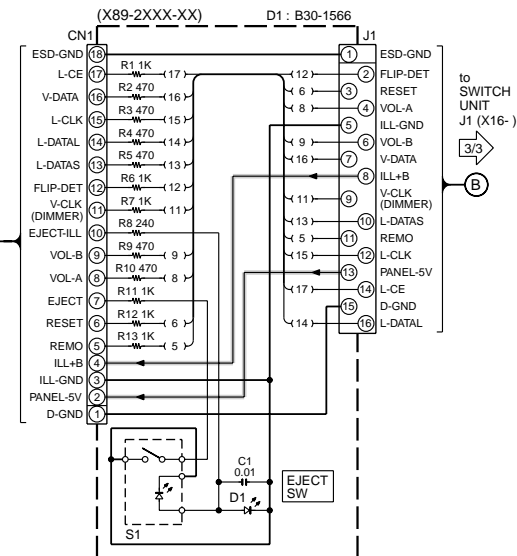 (X89-2XXX-XX) D1 : B30-1566
CN1 J1
ESD-GND 18 1 ESD-GND
L-CE 17 R1 1K 17 12 2 FLIP-DET
V-DATA 16 R2 470 16 6 3 RESET
L-CLK 15 R3 470 15 8 4 VOL-A
L-DATAL 14 R4 470 14 5 ILL-GND
L-DATAS 13 R5 470 13 9 6 VOL-B
FLIP-DET 12 R6 1K 12 16 7 V-DATA
V-CLK (DIMMER) 11 R7 1K 11 8 ILL+B
EJECT-ILL 10 R8 240 11 9 V-CLK (DIMMER)
VOL-B 9 R9 470 9 13 10 L-DATAS
VOL-A 8 R10 470 8 5 11 REMO
EJECT 7 R11 1K 15 12 L-CLK
RESET 6 R12 1K 6 13 PANEL-5V
REMO 5 R13 1K 5 17 14 L-CE
ILL+B 4 15 D-GND
ILL-GND 3 14 16 L-DATAL
PANEL-5V 2
D-GND 1
to
SWITCH
UNIT
J1 (X16- )
3/3
B
C1
0.01
D1
EJECT
SW
S1